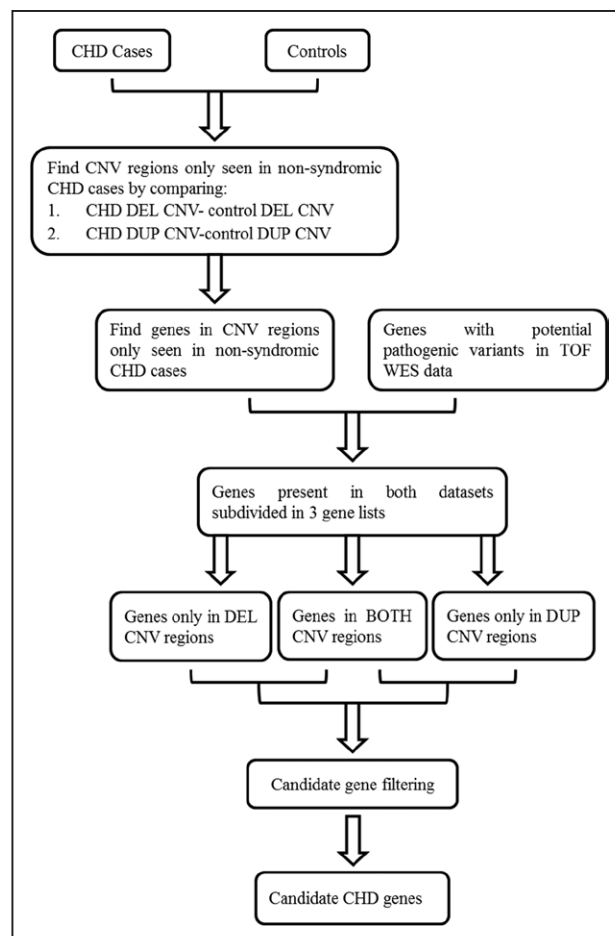 CHD Cases
Controls
Find CNV regions only seen in non-syndromic
CHD cases by comparing:
1. CHD DEL CNV- control DEL CNV
2. CHD DUP CNV-control DUP CNV
Find genes in CNV regions
only seen in non-syndromic
CHD cases
Genes with potential
pathogenic variants in TOF
WES data
Genes present in both datasets
subdivided in 3 gene lists
Genes only in DEL
CNV regions
Genes in BOTH
CNV regions
Genes only in DUP
CNV regions
Candidate gene filtering
Candidate CHD genes